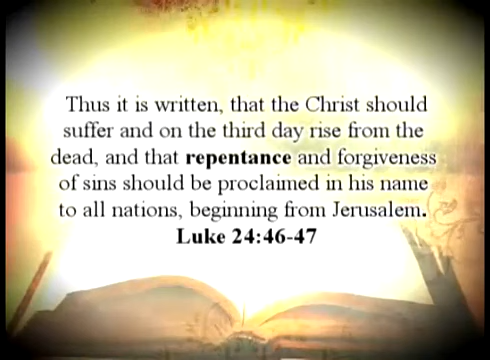 Thus it is written, that the Christ should
suffer and on the third day rise from the
dead, and that repentance and forgiveness
of sins should be proclaimed in his name
to all nations, beginning from Jerusalem.
Luke 24:46-47